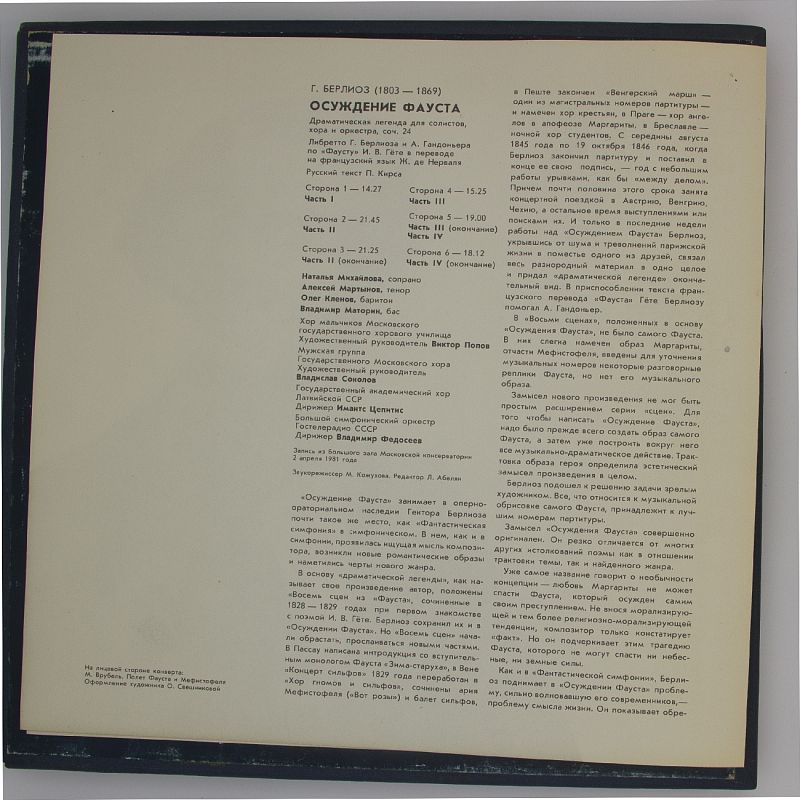 Г. БЕРЛИОЗ (1803 — 1869)
ОСУЖДЕНИЕ ФАУСТА
Драматическая легенда для солистов,
хора и оркестра, соч. 24
Либретто Г. Берлиоза и А. Гандоньера
по «Фаусту» И. В. Гёте в переводе
на французский язык Ж. де Нерваля
Русский текст П. Кирса
Сторона 1 — 14.27
Часть I
Сторона 2 — 21.45
Часть II
Сторона 3 — 21.25
Часть II (окончание)
Сторона 4 — 15.25
Часть III
Сторона 5 — 19.00
Часть III (окончание)
Часть IV
Сторона 6 — 18.12
Часть IV (окончание)
Наталья Михайлова, сопрано
Алексей Мартынов, тенор
Олег Кленов, баритон
Владимир Маторин, бас
Хор мальчиков Московского
государственного хорового училища
Художественный руководитель Виктор Попов
Мужская группа
Государственного Московского хора
Художественный руководитель
Владислав Соколов
Государственный академический хор
Латвийской ССР
Дирижер Имантс Цепитис
Большой симфонический оркестр
Гостелерадио СССР
Дирижер Владимир Федосеев
Запись из Большого зала Московской консерватории
2 апреля 1981 года
Звукорежиссер М. Кожухова. Редактор Л. Абелян
«Осуждение Фауста» занимает в оперно-
ораториальном наследии Гектора Берлиоза
почти такое же место, как «Фантастическая
симфония» в симфоническом. В нем, как и в
симфонии, проявилась ищущая мысль компози-
тора, возникли новые романтические образы
и наметились черты нового жанра.
В основу «драматической легенды», как на-
зывает свое произведение автор, положены
«Восемь сцен из «Фауста», сочиненные в
1828 — 1829 годах при первом знакомстве
с поэмой И. В. Гёте. Берлиоз сохранил их и в
«Осуждении Фауста». Но «Восемь сцен» нача-
ли обрастать, прослаиваться новыми частями.
В Пассау написана интродукция со вступитель-
ным монологом Фауста «Зима-старуха», в Вене
«Концерт сильфов» 1829 года переработан в
«Хор гномов и сильфов», сочинены ария
Мефистофеля («Вот розы») и балет сильфов,
в Пеште закончен «Венгерский марш» —
один из магистральных номеров партитуры —
и намечен хор крестьян, в Праге — хор анге-
лов в апофеозе Маргариты, в Бреславле —
ночной хор студентов. С середины августа
1845 года по 19 октября 1846 года, когда
Берлиоз закончил партитуру и поставил в
конце ее свою подпись, — год с небольшим
работы урывками, как бы «между делом».
Причем почти половина этого срока занята
концертной поездкой в Австрию, Венгрию,
Чехию, а остальное время выступлениями или
поисками их. И только в последние недели
работы над «Осуждением Фауста» Берлиоз,
укрывшись от шума и треволнений парижской
жизни в поместье одного из друзей, связал
весь разнородный материал в одно целое
и придал «драматической легенде» оконча-
тельный вид. В приспособлении текста фран-
цузского перевода «Фауста» Гёте Берлиозу
помогал А. Гандоньер.
В «Восьми сценах», положенных в основу
«Осуждения Фауста», не было самого Фауста.
В них слегка намечен образ Маргариты,
отчасти Мефистофеля, введены для уточнения
музыкальных номеров некоторые разговорные
реплики Фауста, но нет его музыкального
образа.
Замысел нового произведения не мог быть
простым расширением серии «сцен». Для
того чтобы написать «Осуждение Фауста»,
надо было прежде всего создать образ самого
Фауста, а затем уже построить вокруг него
все музыкально-драматическое действие. Трак-
товка образа героя определила эстетический
замысел произведения в целом.
Берлиоз подошел к решению задачи зрелым
художником. Все, что относится к музыкальной
обрисовке самого Фауста, принадлежит к луч-
шим номерам партитуры.
Замысел «Осуждения Фауста» совершенно
оригинален. Он резко отличается от многих
других истолкований поэмы как в отношении
трактовки темы, так и найденного жанра.
Уже самое название говорит о необычности
концепции — любовь Маргариты не может
спасти Фауста, который осужден самим
своим преступлением. Не внося морализирую-
щей и тем более религиозно-морализирующей
тенденции, композитор только констатирует
«факт». Но он подчеркивает этим трагедию
Фауста, которого не могут спасти ни небес-
ные, ни земные силы.
Как и в «Фантастической симфонии», Берли-
оз поднимает в «Осуждении Фауста» пробле-
му, сильно волновавшую его современников,—
проблему смысла жизни. Он показывает обре-
На лицевой стороне конверта:
М. Врубель. Полет Фауста и Мефистофеля
Оформление художника О. Свешниковой